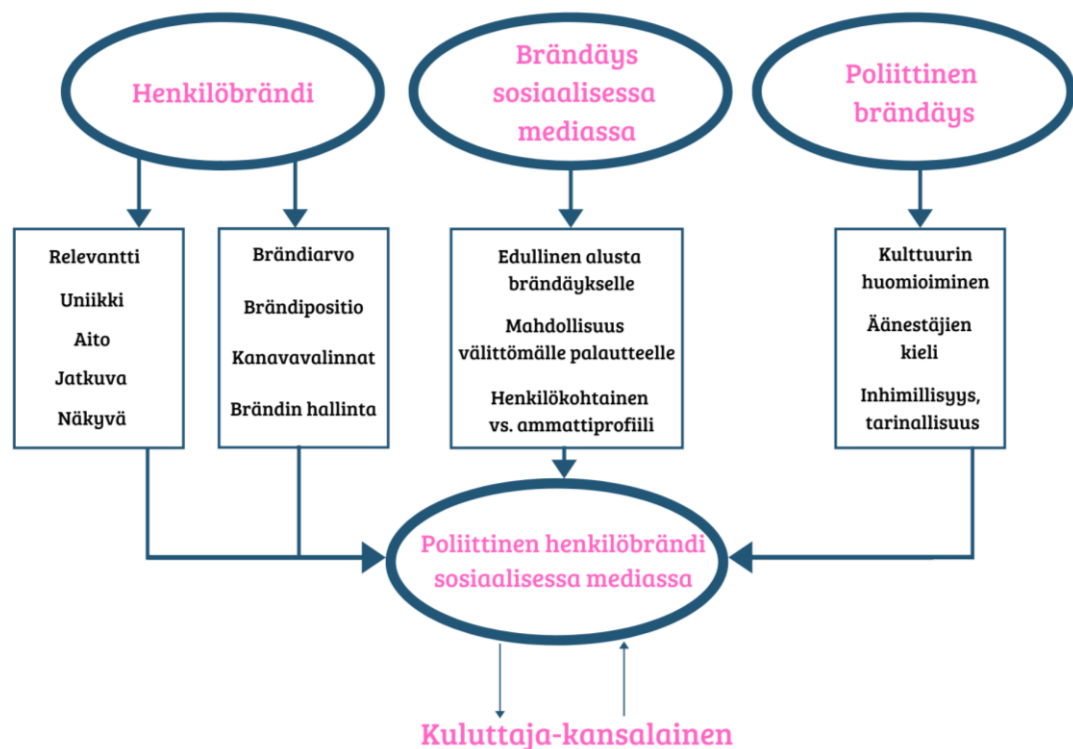 Henkilöbrändi
Brändäys
sosiaalisessa
mediassa
Poliittinen
brändäys
Relevantti
Uniikki
Aito
Jatkuva
Näkyvä
Brändiarvo
Brändipositio
Kanavavalinnat
Brändin hallinta
Edullinen alusta
brändäykselle
Mahdollisuus
välittömälle palautteelle
Henkilökohtainen
vs. ammattiprofiili
Kulttuurin
huomioiminen
Äänestäjien
kieli
Inhimillisyys,
tarinallisuus
Poliittinen henkilöbrändi
sosiaalisessa mediassa
Kuluttaja-kansalainen